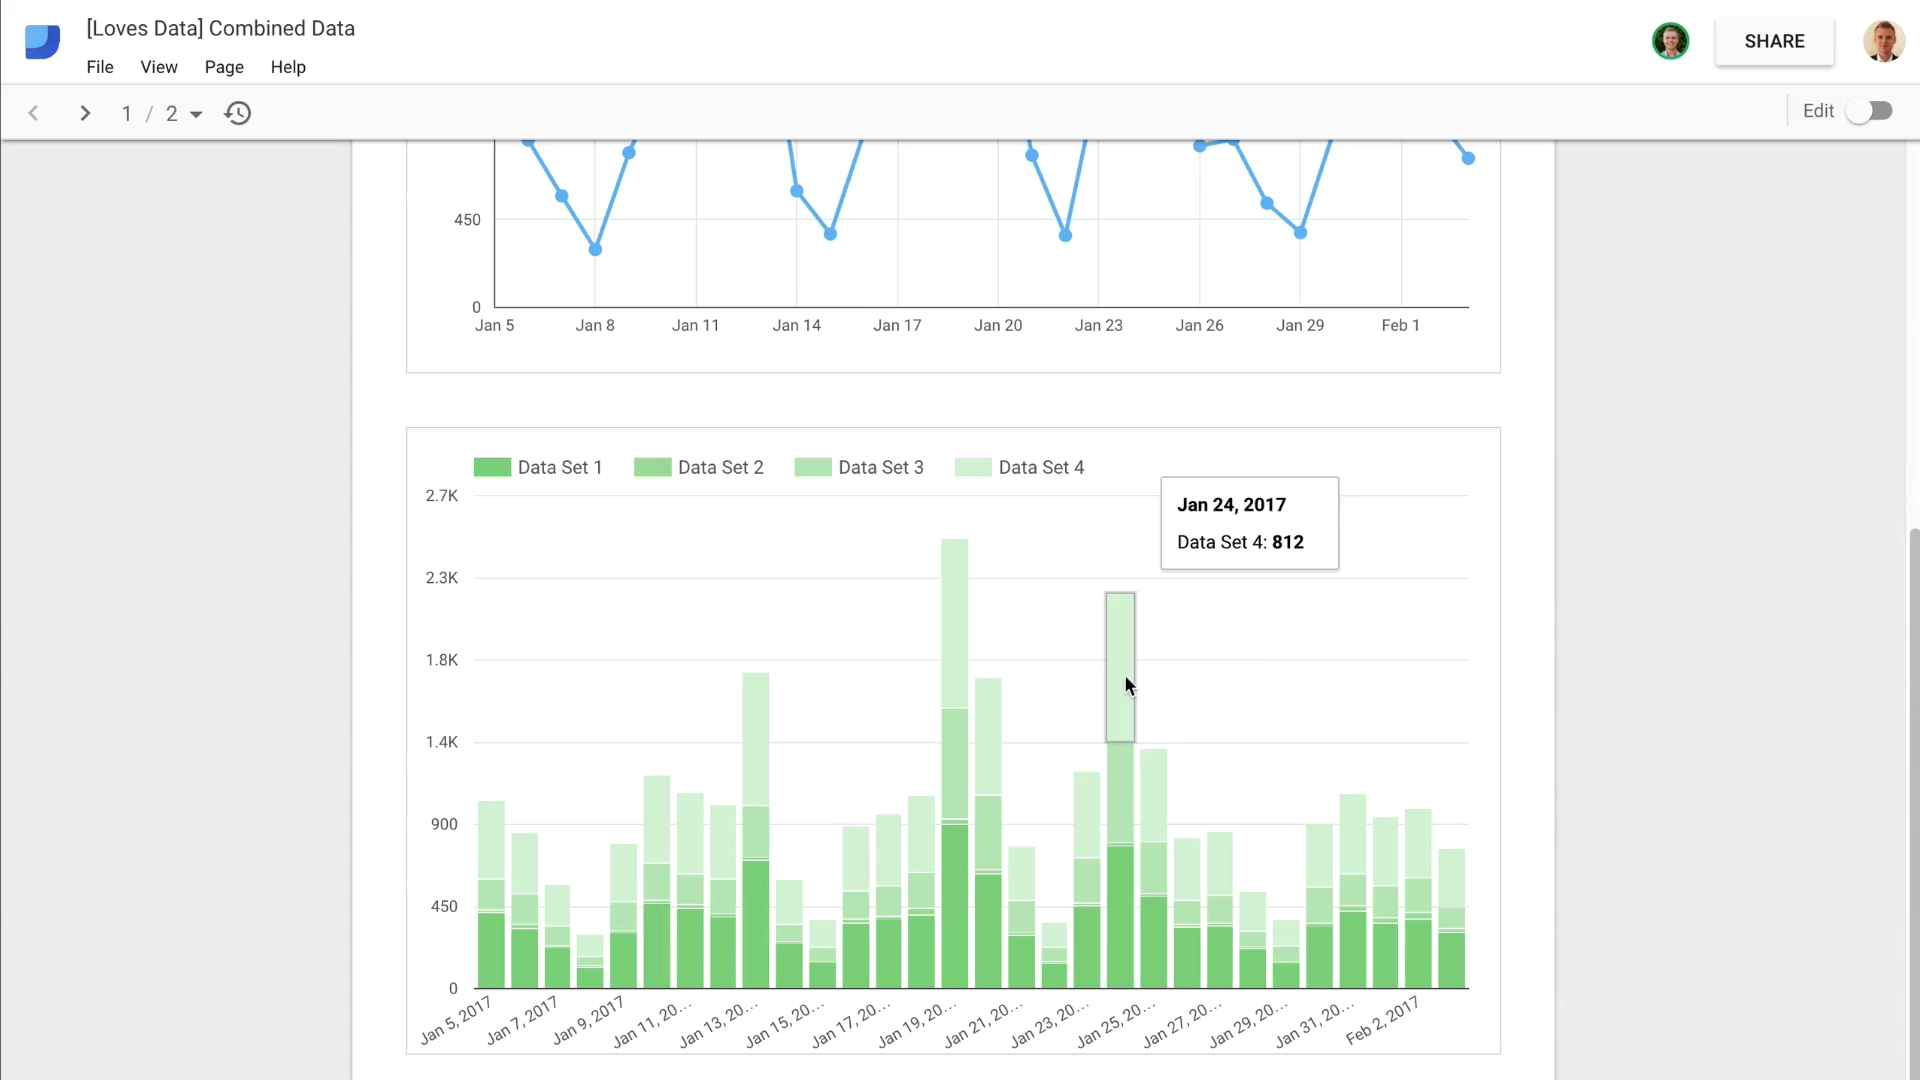 [Loves Data] Combined Data
File View Page Help
SHARE
1 / 2
Edit
450
0
Jan 5 Jan 8 Jan 11 Jan 14 Jan 17 Jan 20 Jan 23 Jan 26 Jan 29 Feb 1
Data Set 1 Data Set 2 Data Set 3 Data Set 4
2.7K
Jan 24, 2017
Data Set 4: 812
2.3K
1.8K
1.4K
900
450
0
Jan 5, 2017 Jan 7, 2017 Jan 9, 2017 Jan 11, 20... Jan 13, 20... Jan 15, 20... Jan 17, 20... Jan 19, 20... Jan 21, 20... Jan 23, 20... Jan 25, 20... Jan 27, 20... Jan 29, 20... Jan 31, 20... Feb 2, 2017